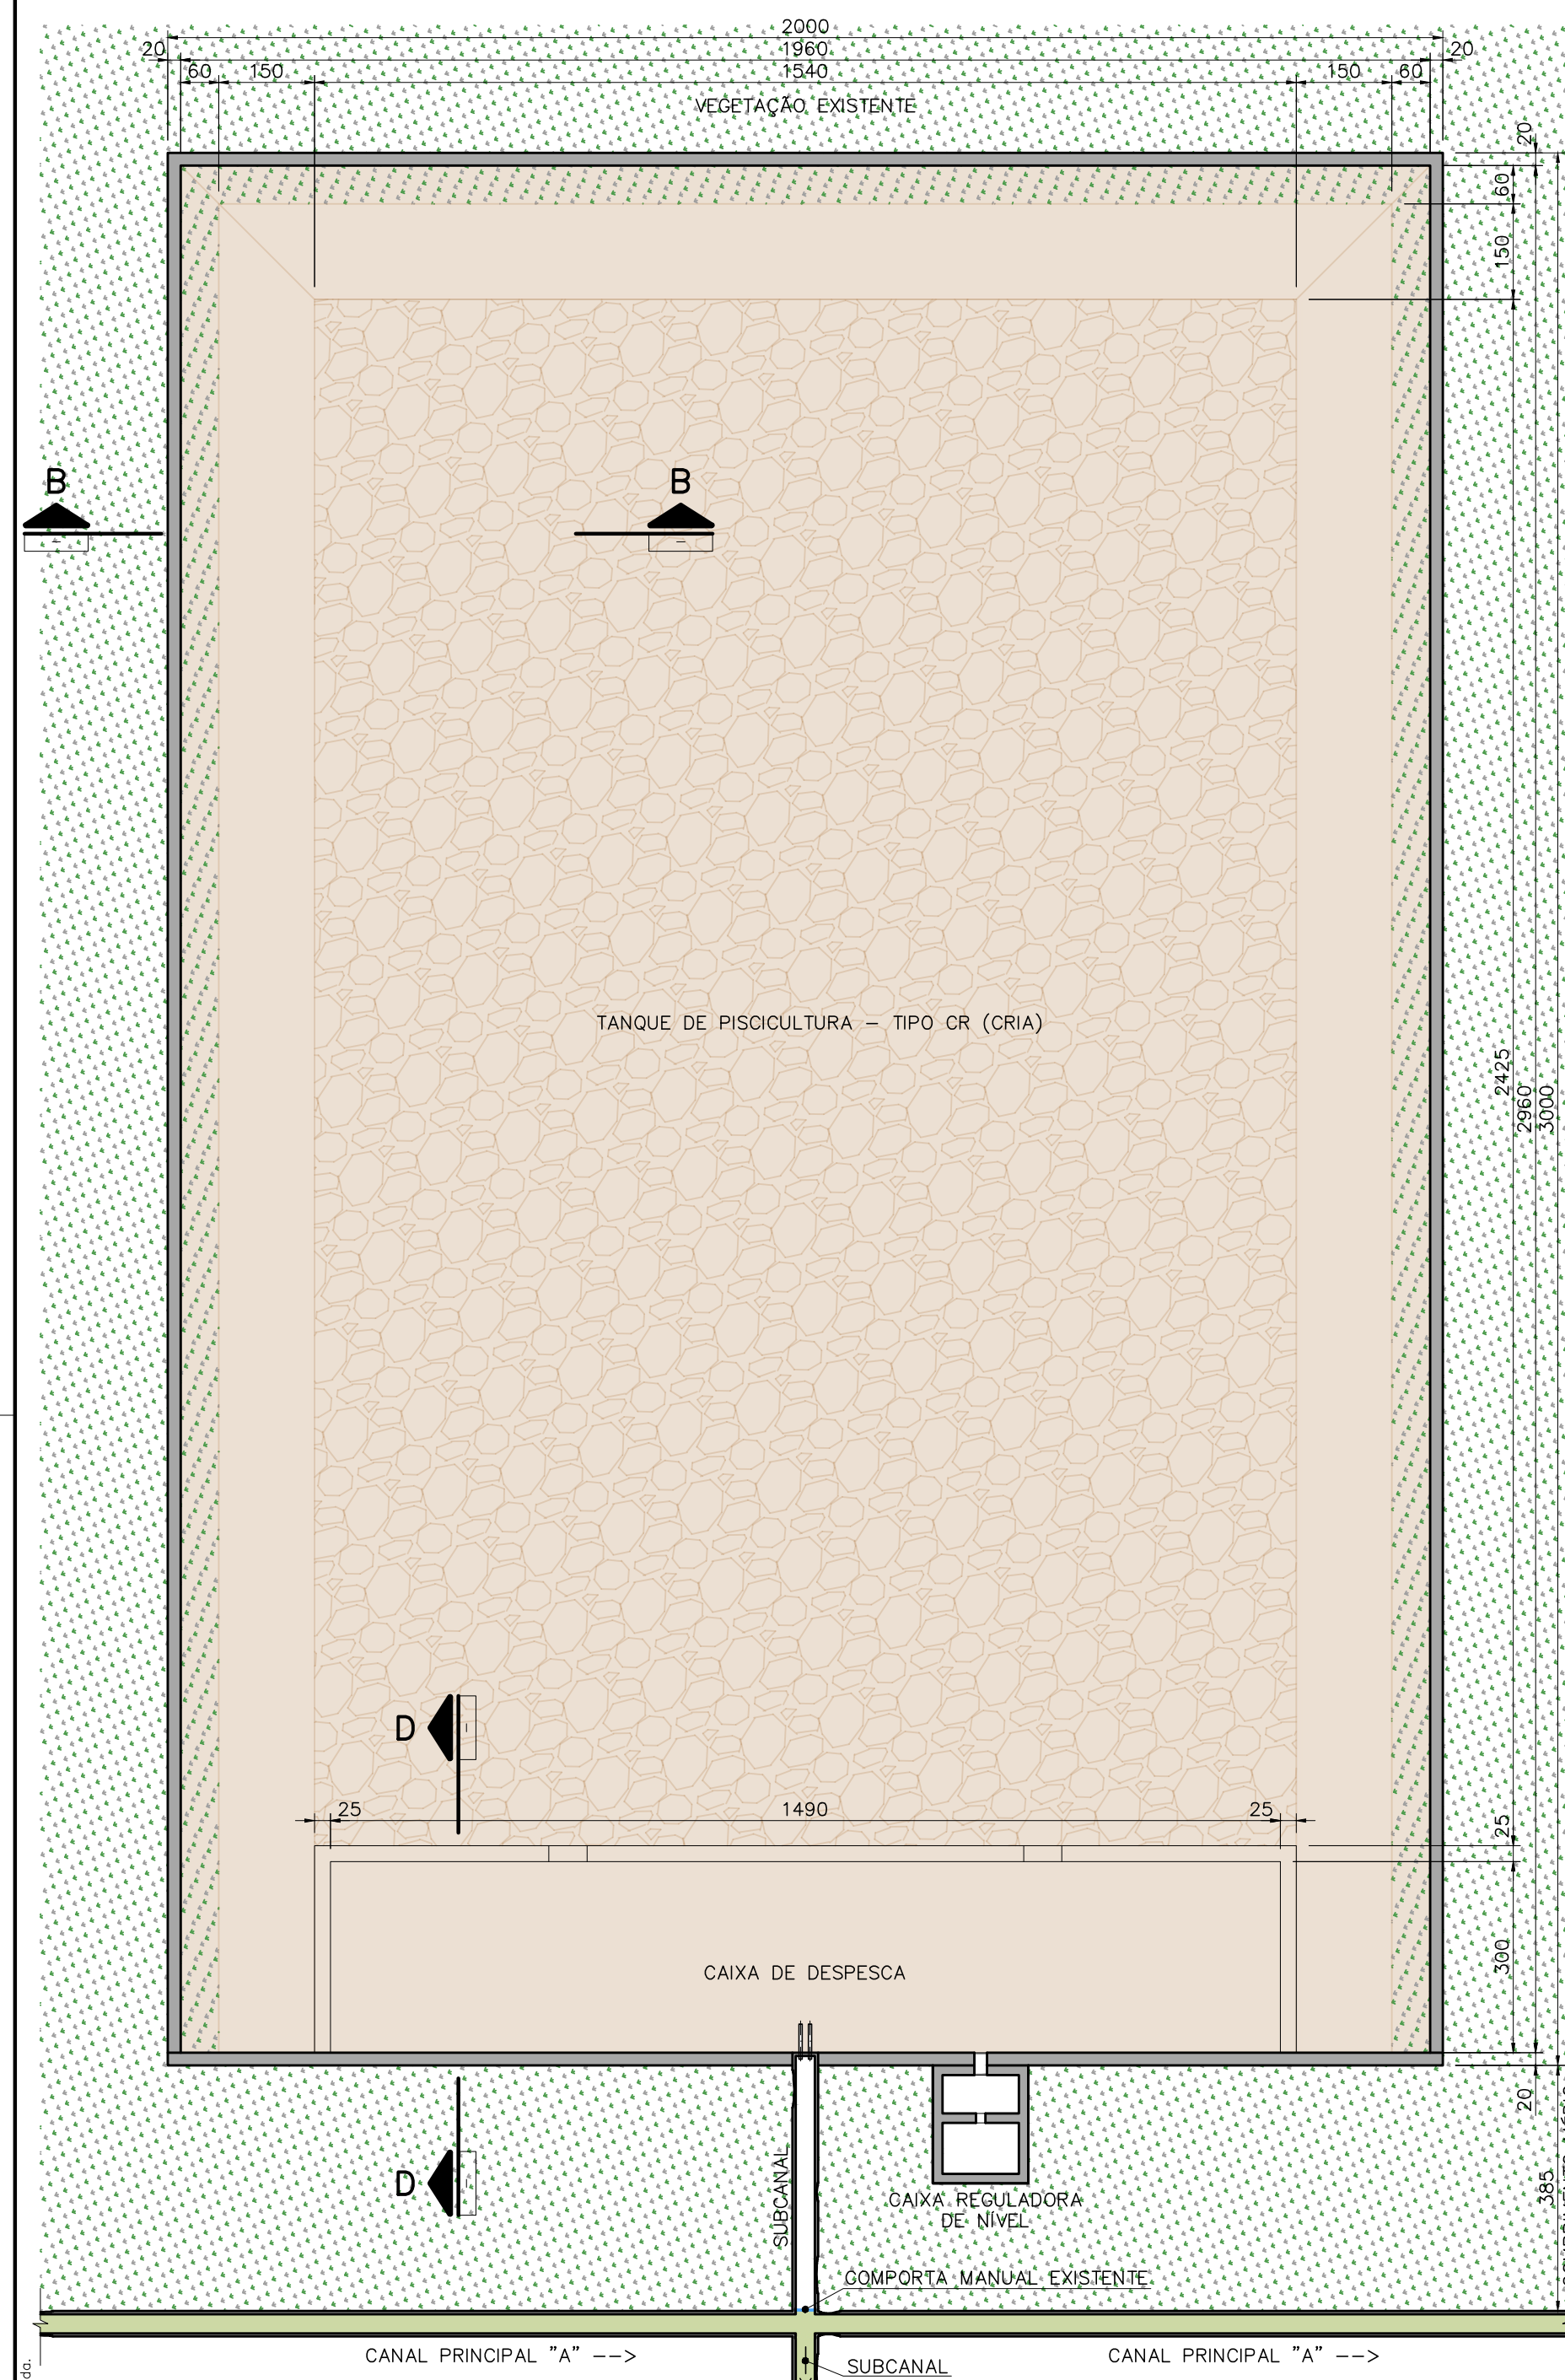 2000
20 1960 20
60 150 1540 150 60
VEGETAÇÃO EXISTENTE
20
60
150
B B
TANQUE DE PISCICULTURA – TIPO CR (CRIA)
2425
2960
3000
D
25 1490 25
25
CAIXA DE DESPESCA
300
20
SUBCANAL
D
385
CAIXA REGULADORA
DE NÍVEL
COMPORTA MANUAL EXISTENTE
CANAL PRINCIPAL "A" -->
CANAL PRINCIPAL "A" -->
SUBCANAL
da.